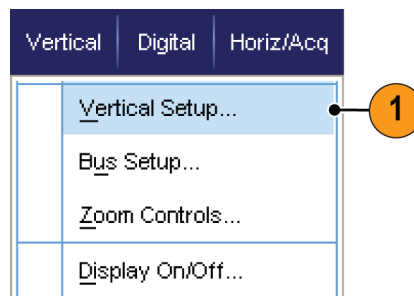 Vertical Digital Horiz/Acq
Vertical Setup... 1
Bus Setup...
Zoom Controls...
Display On/Off...